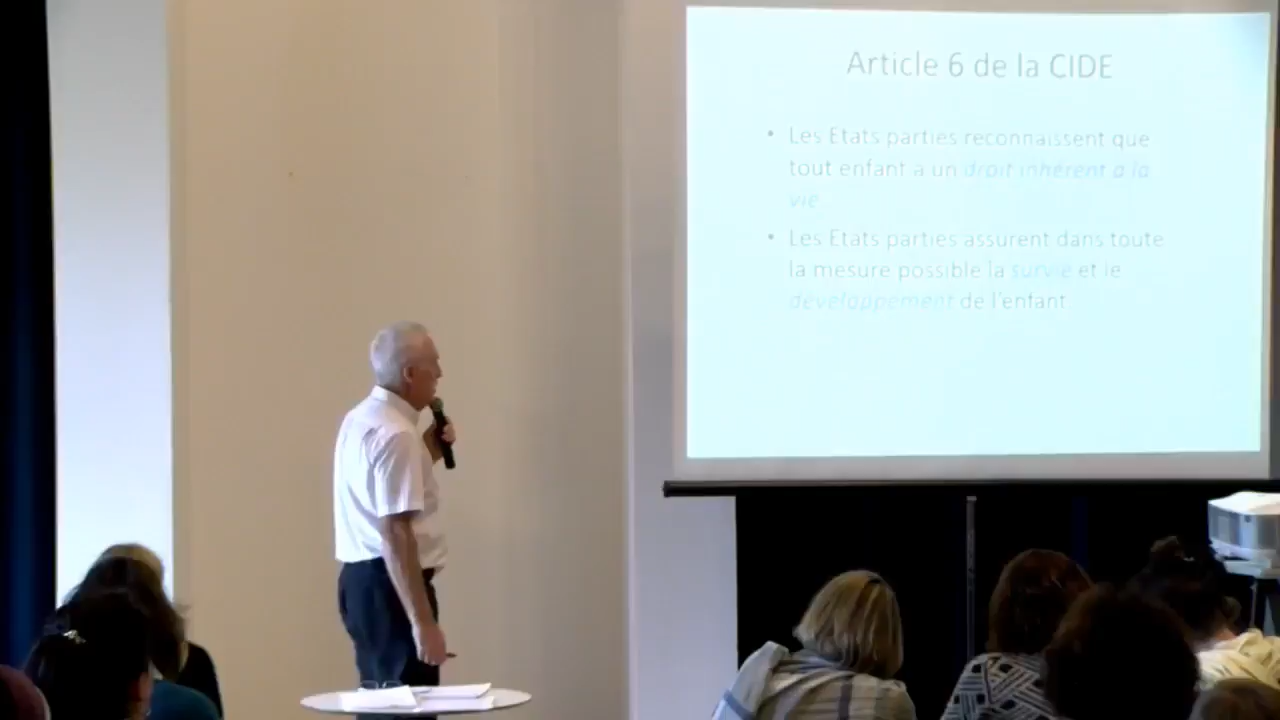 Article 6 de la CIDE
• Les Etats parties reconnaissent que
tout enfant a un droit inhérent à la
vie
• Les Etats parties assurent dans toute
la mesure possible la survie et le
développement de l'enfant